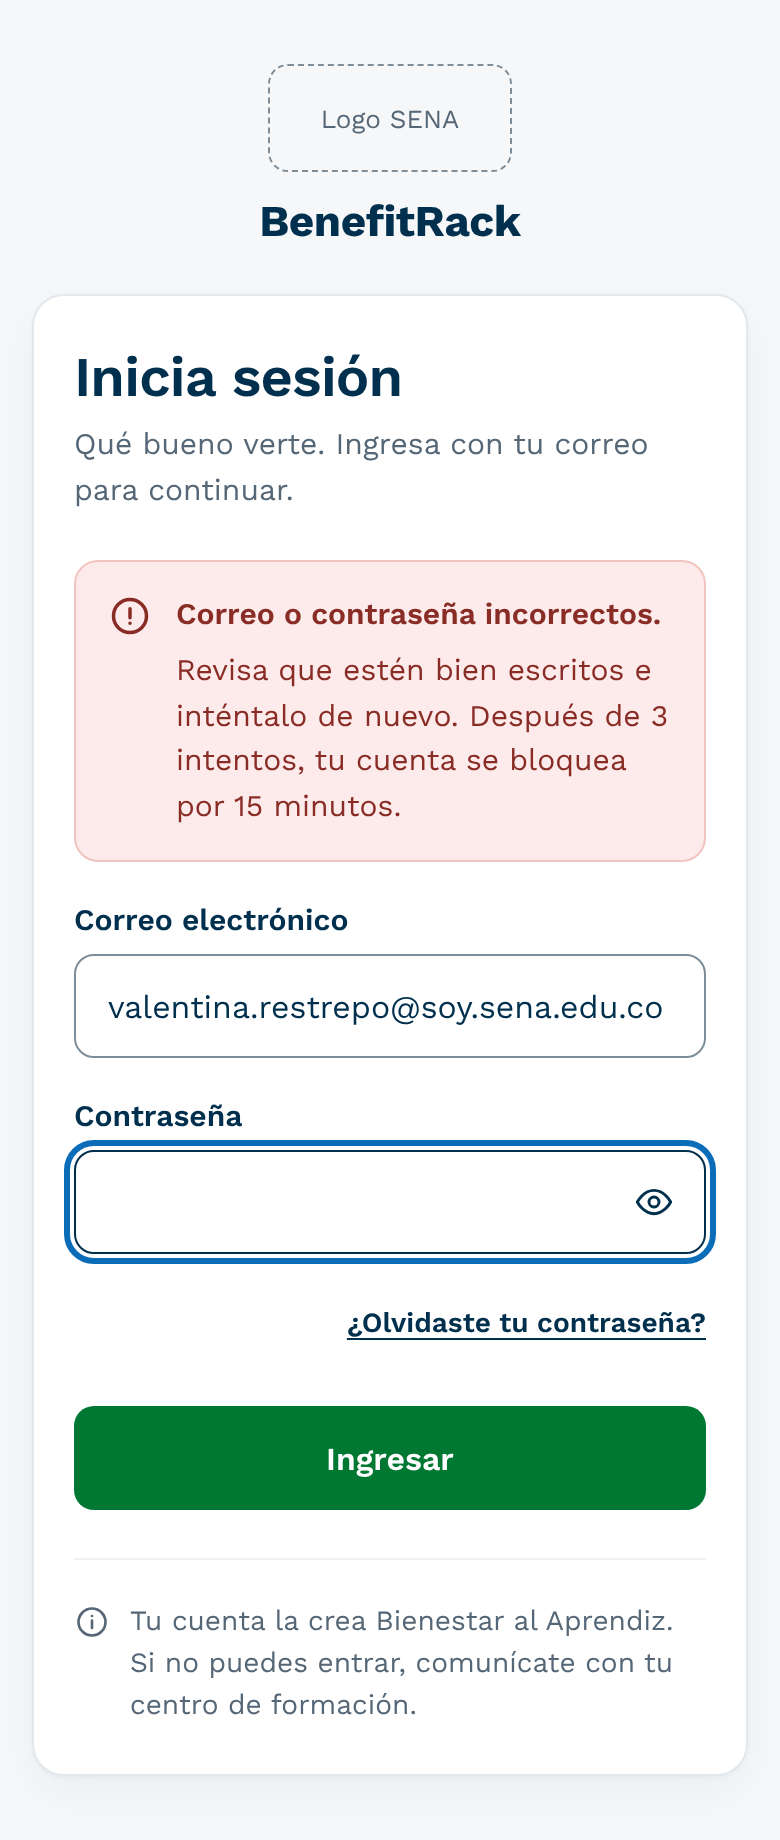 Logo SENA
BenefitRack
Inicia sesión
Qué bueno verte. Ingresa con tu correo
para continuar.
Correo o contraseña incorrectos.
Revisa que estén bien escritos e
inténtalo de nuevo. Después de 3
intentos, tu cuenta se bloquea
por 15 minutos.
Correo electrónico
valentina.restrepo@soy.sena.edu.co
Contraseña
¿Olvidaste tu contraseña?
Ingresar
Tu cuenta la crea Bienestar al Aprendiz.
Si no puedes entrar, comunícate con tu
centro de formación.